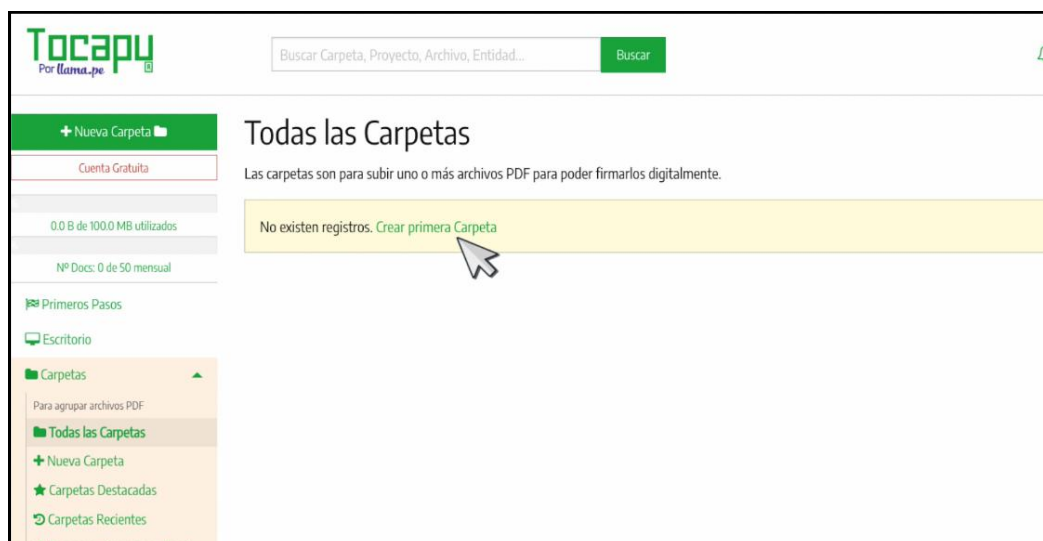 Tocapu
Por llama.pe
Buscar Carpeta, Proyecto, Archivo, Entidad...
Buscar
Nueva Carpeta
Cuenta Gratuita
0.0 B de 100.0 MB utilizados
Nº Docs: 0 de 50 mensual
Primeros Pasos
Escritorio
Carpetas
Para agrupar archivos PDF
Todas las Carpetas
Nueva Carpeta
Carpetas Destacadas
Carpetas Recientes
Todas las Carpetas
Las carpetas son para subir uno o más archivos PDF para poder firmarlos digitalmente.
No existen registros. Crear primera Carpeta